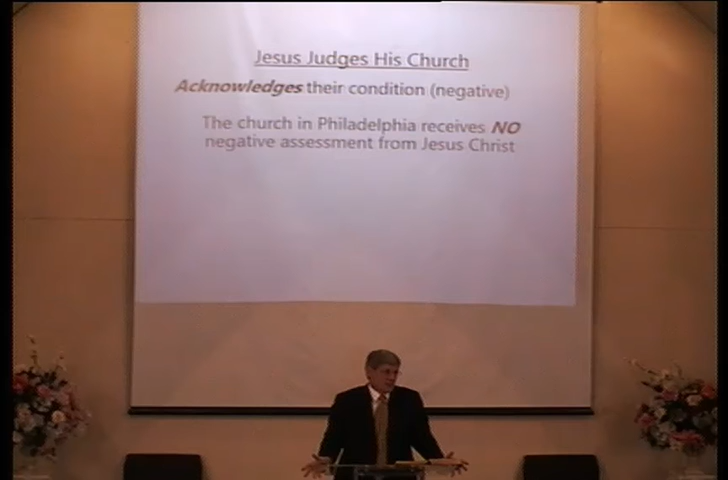 Jesus Judges His Church
Acknowledges their condition (negative)
The church in Philadelphia receives NO
negative assessment from Jesus Christ